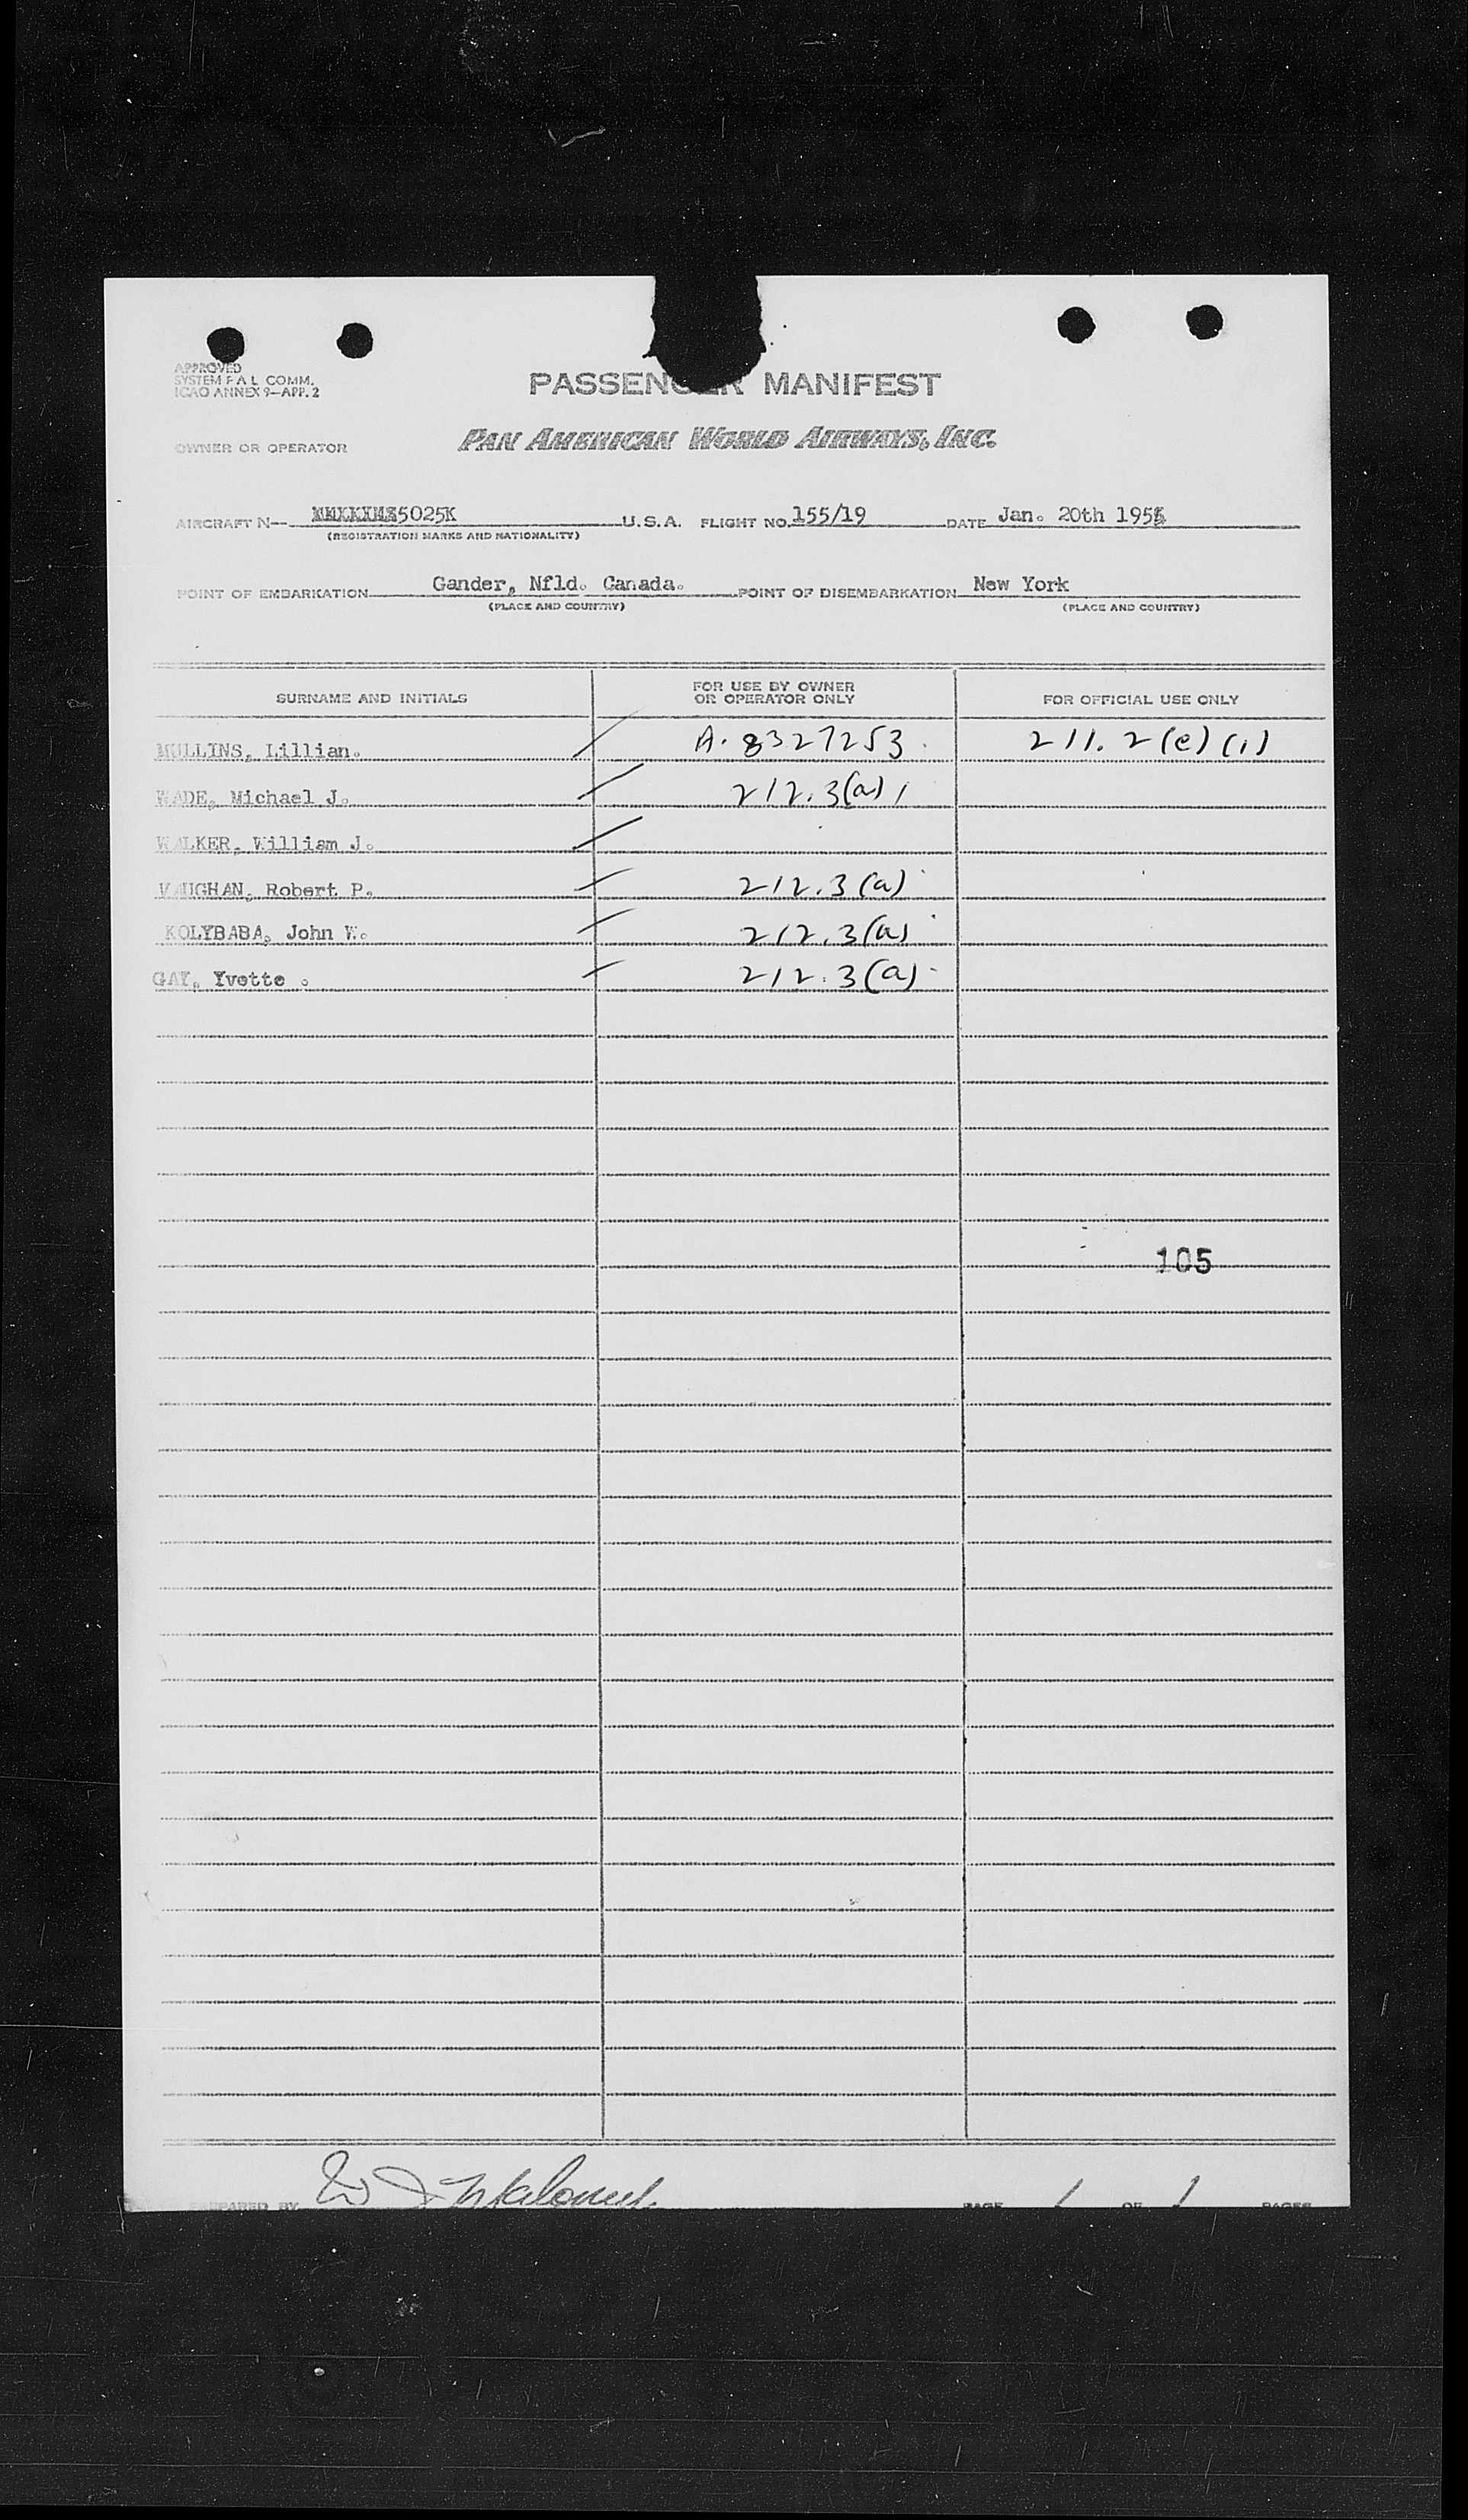 APPROVED
SYSTEM F A L COMM.
ICAO ANNEX 9—APP. 2
PASSENGER MANIFEST
OWNER OR OPERATOR PAN AMERICAN WORLD AIRWAYS, INC.
AIRCRAFT N-- 5025K U.S.A. FLIGHT NO. 155/19 DATE Jan. 20th 1955
(REGISTRATION MARKS AND NATIONALITY)
POINT OF EMBARKATION Gander, Nfld. Canada. POINT OF DISEMBARKATION New York
(PLACE AND COUNTRY) (PLACE AND COUNTRY)
SURNAME AND INITIALS FOR USE BY OWNER OR OPERATOR ONLY FOR OFFICIAL USE ONLY
MULLINS, Lillian. A. 8327253. 211.2(e)(1)
WADE, Michael J. 212.3(a)
WALKER, William J.
VAUGHAN, Robert P. 212.3(a)
KOLYBABA, John W. 212.3(a)
GAY, Yvette . 212.3(a)
105
PREPARED BY W J PAGE 1 OF 1 PAGES